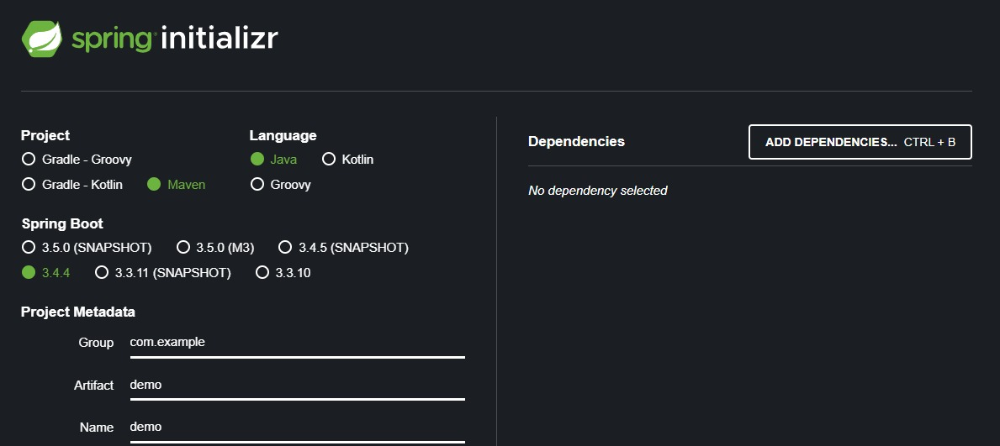 spring initializr
Project
Gradle - Groovy
Gradle - Kotlin Maven
Language
Java Kotlin
Groovy
Spring Boot
3.5.0 (SNAPSHOT) 3.5.0 (M3) 3.4.5 (SNAPSHOT)
3.4.4 3.3.11 (SNAPSHOT) 3.3.10
Project Metadata
Group com.example
Artifact demo
Name demo
Dependencies ADD DEPENDENCIES... CTRL + B
No dependency selected